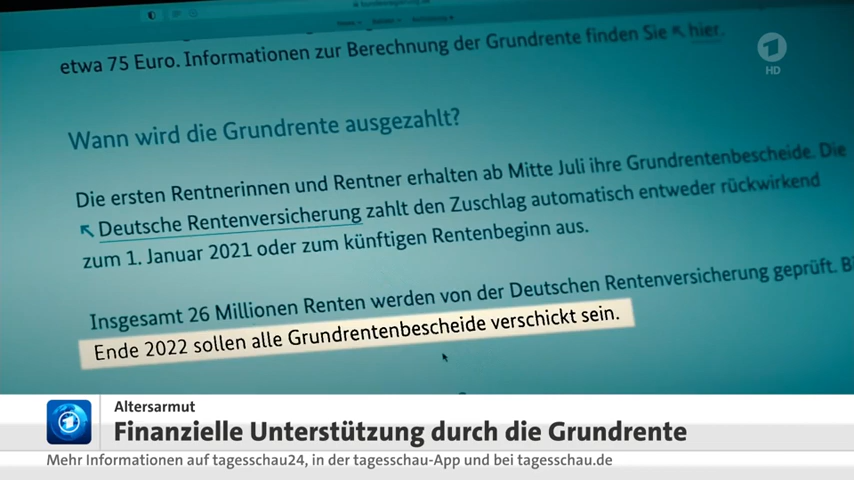 etwa 75 Euro. Informationen zur Berechnung der Grundrente finden Sie hier.
1
HD
Wann wird die Grundrente ausgezahlt?
Die ersten Rentnerinnen und Rentner erhalten ab Mitte Juli ihre Grundrentenbescheide. Die
Deutsche Rentenversicherung zahlt den Zuschlag automatisch entweder rückwirkend
zum 1. Januar 2021 oder zum künftigen Rentenbeginn aus.
Insgesamt 26 Millionen Renten werden von der Deutschen Rentenversicherung geprüft.
Ende 2022 sollen alle Grundrentenbescheide verschickt sein.
Altersarmut
Finanzielle Unterstützung durch die Grundrente
Mehr Informationen auf tagesschau24, in der tagesschau-App und bei tagesschau.de